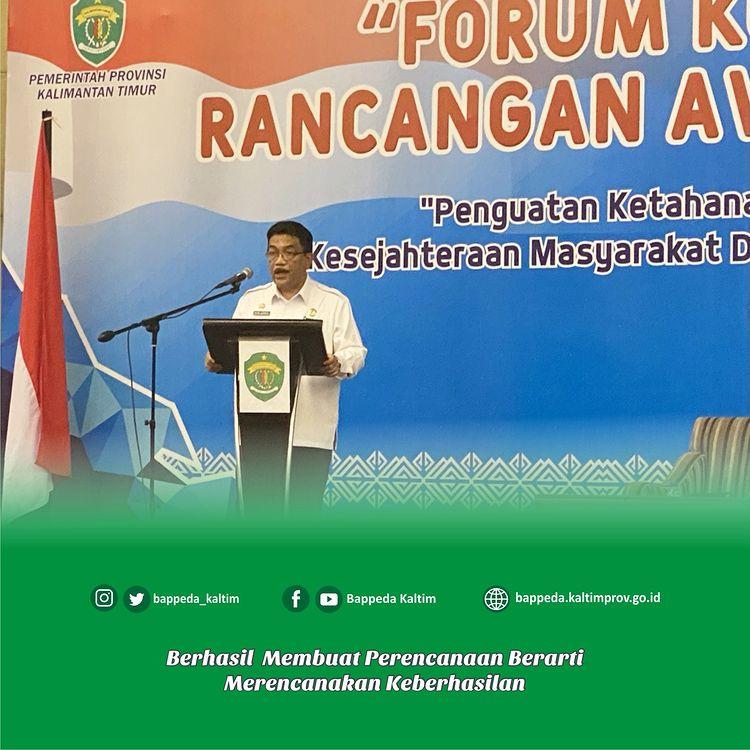 PEMERINTAH PROVINSI
KALIMANTAN TIMUR
"FORUM K
RANCANGAN AW
"Penguatan Ketahana
Kesejahteraan Masyarakat D
bappeda_kaltim
Bappeda Kaltim
bappeda.kaltimprov.go.id
Berhasil Membuat Perencanaan Berarti
Merencanakan Keberhasilan